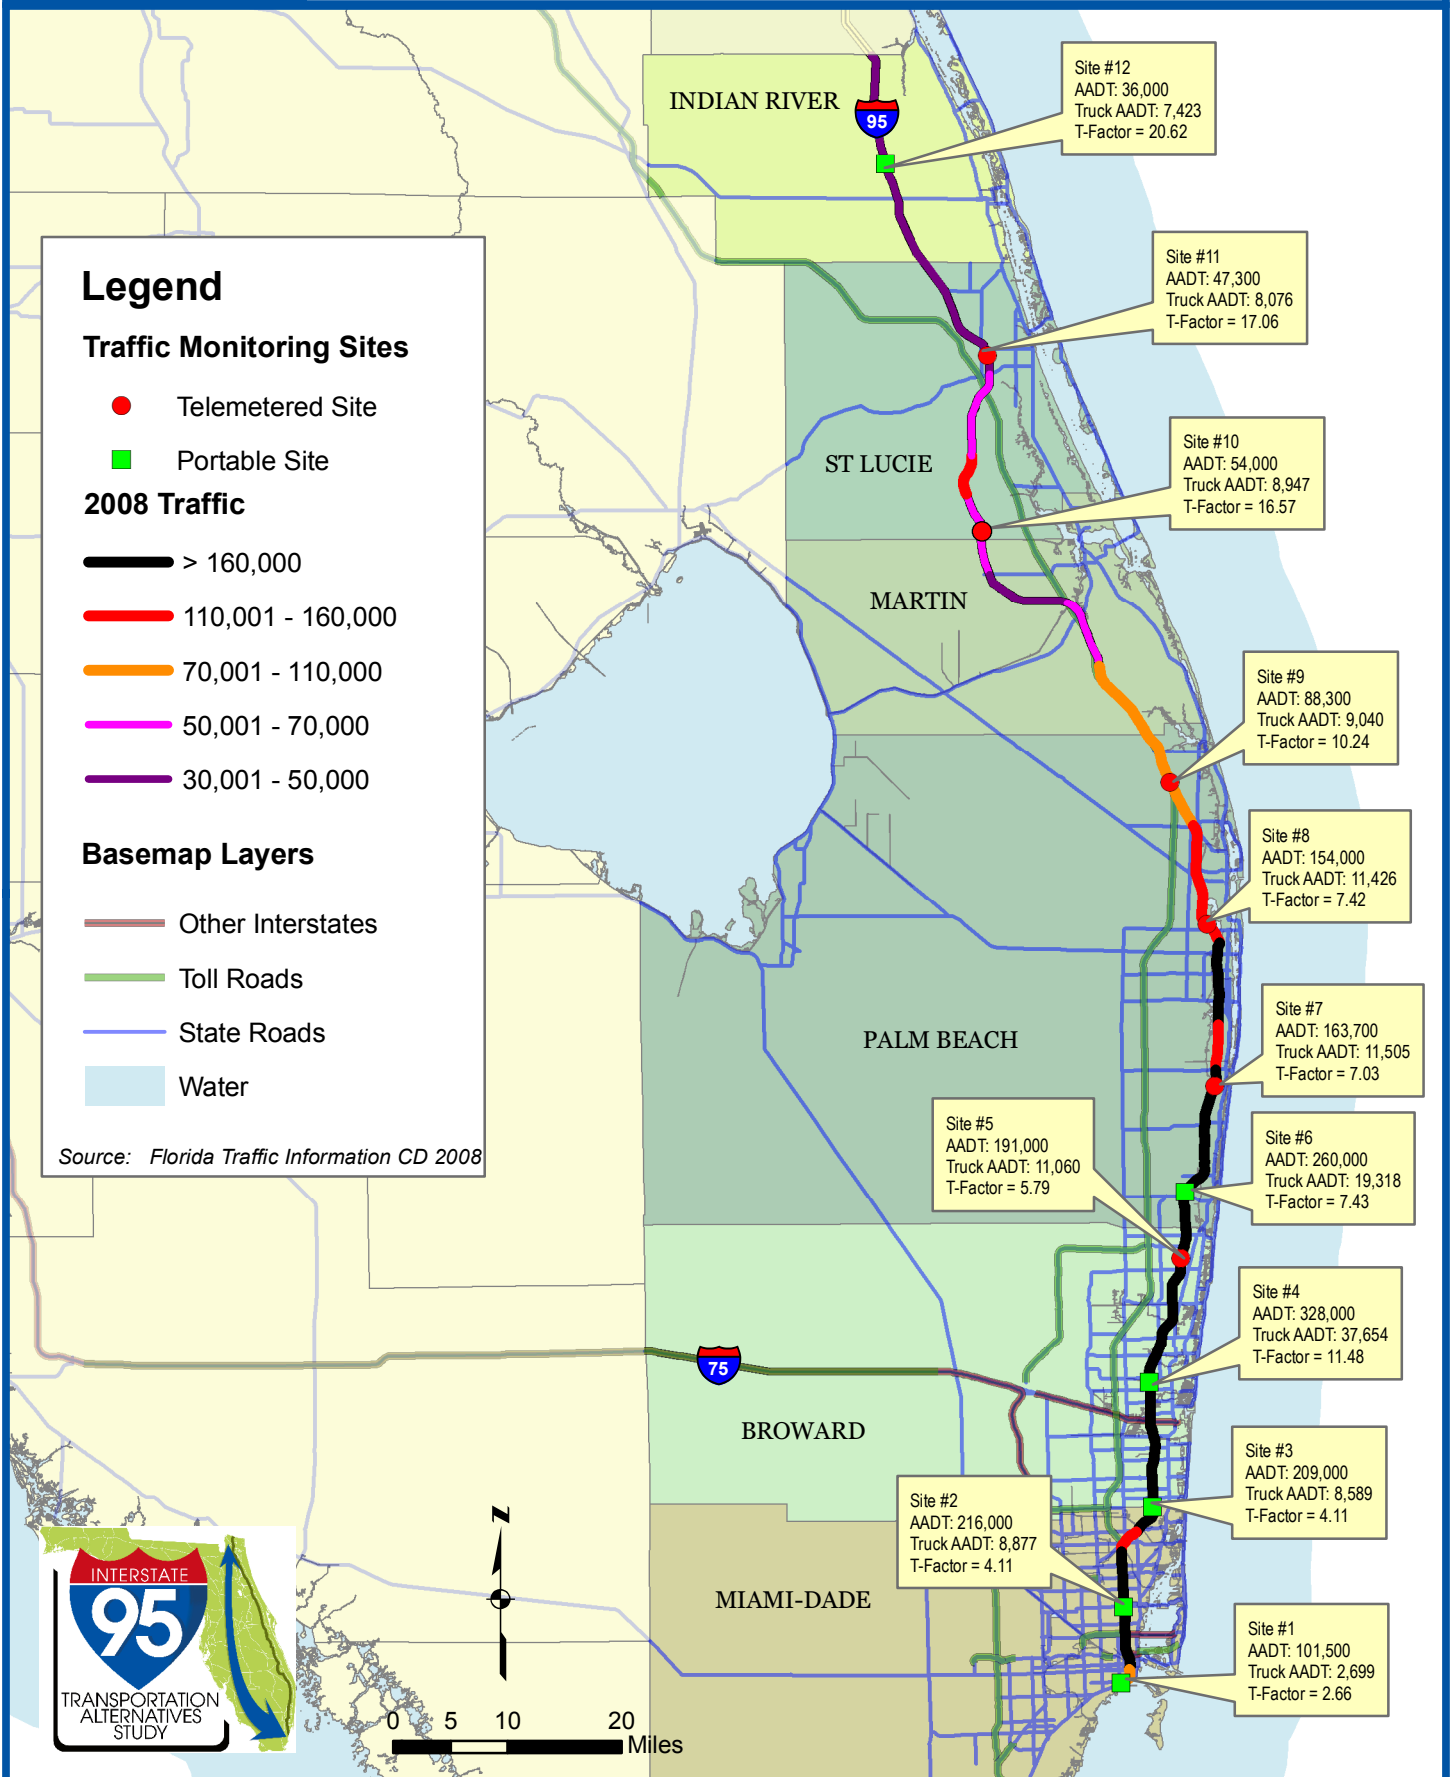 INDIAN RIVER
95
Site #12
AADT: 36,000
Truck AADT: 7,423
T-Factor = 20.62
Site #11
AADT: 47,300
Truck AADT: 8,076
T-Factor = 17.06
Legend
Traffic Monitoring Sites
Telemetered Site
Portable Site
2008 Traffic
> 160,000
110,001 - 160,000
70,001 - 110,000
50,001 - 70,000
30,001 - 50,000
Basemap Layers
Other Interstates
Toll Roads
State Roads
Water
Source: Florida Traffic Information CD 2008
ST LUCIE
Site #10
AADT: 54,000
Truck AADT: 8,947
T-Factor = 16.57
MARTIN
Site #9
AADT: 88,300
Truck AADT: 9,040
T-Factor = 10.24
Site #8
AADT: 154,000
Truck AADT: 11,426
T-Factor = 7.42
PALM BEACH
Site #7
AADT: 163,700
Truck AADT: 11,505
T-Factor = 7.03
Site #5
AADT: 191,000
Truck AADT: 11,060
T-Factor = 5.79
Site #6
AADT: 260,000
Truck AADT: 19,318
T-Factor = 7.43
Site #4
AADT: 328,000
Truck AADT: 37,654
T-Factor = 11.48
75
BROWARD
Site #3
AADT: 209,000
Truck AADT: 8,589
T-Factor = 4.11
Site #2
AADT: 216,000
Truck AADT: 8,877
T-Factor = 4.11
MIAMI-DADE
Site #1
AADT: 101,500
Truck AADT: 2,699
T-Factor = 2.66
INTERSTATE
95
TRANSPORTATION
ALTERNATIVES
STUDY
N
0 5 10 20
Miles